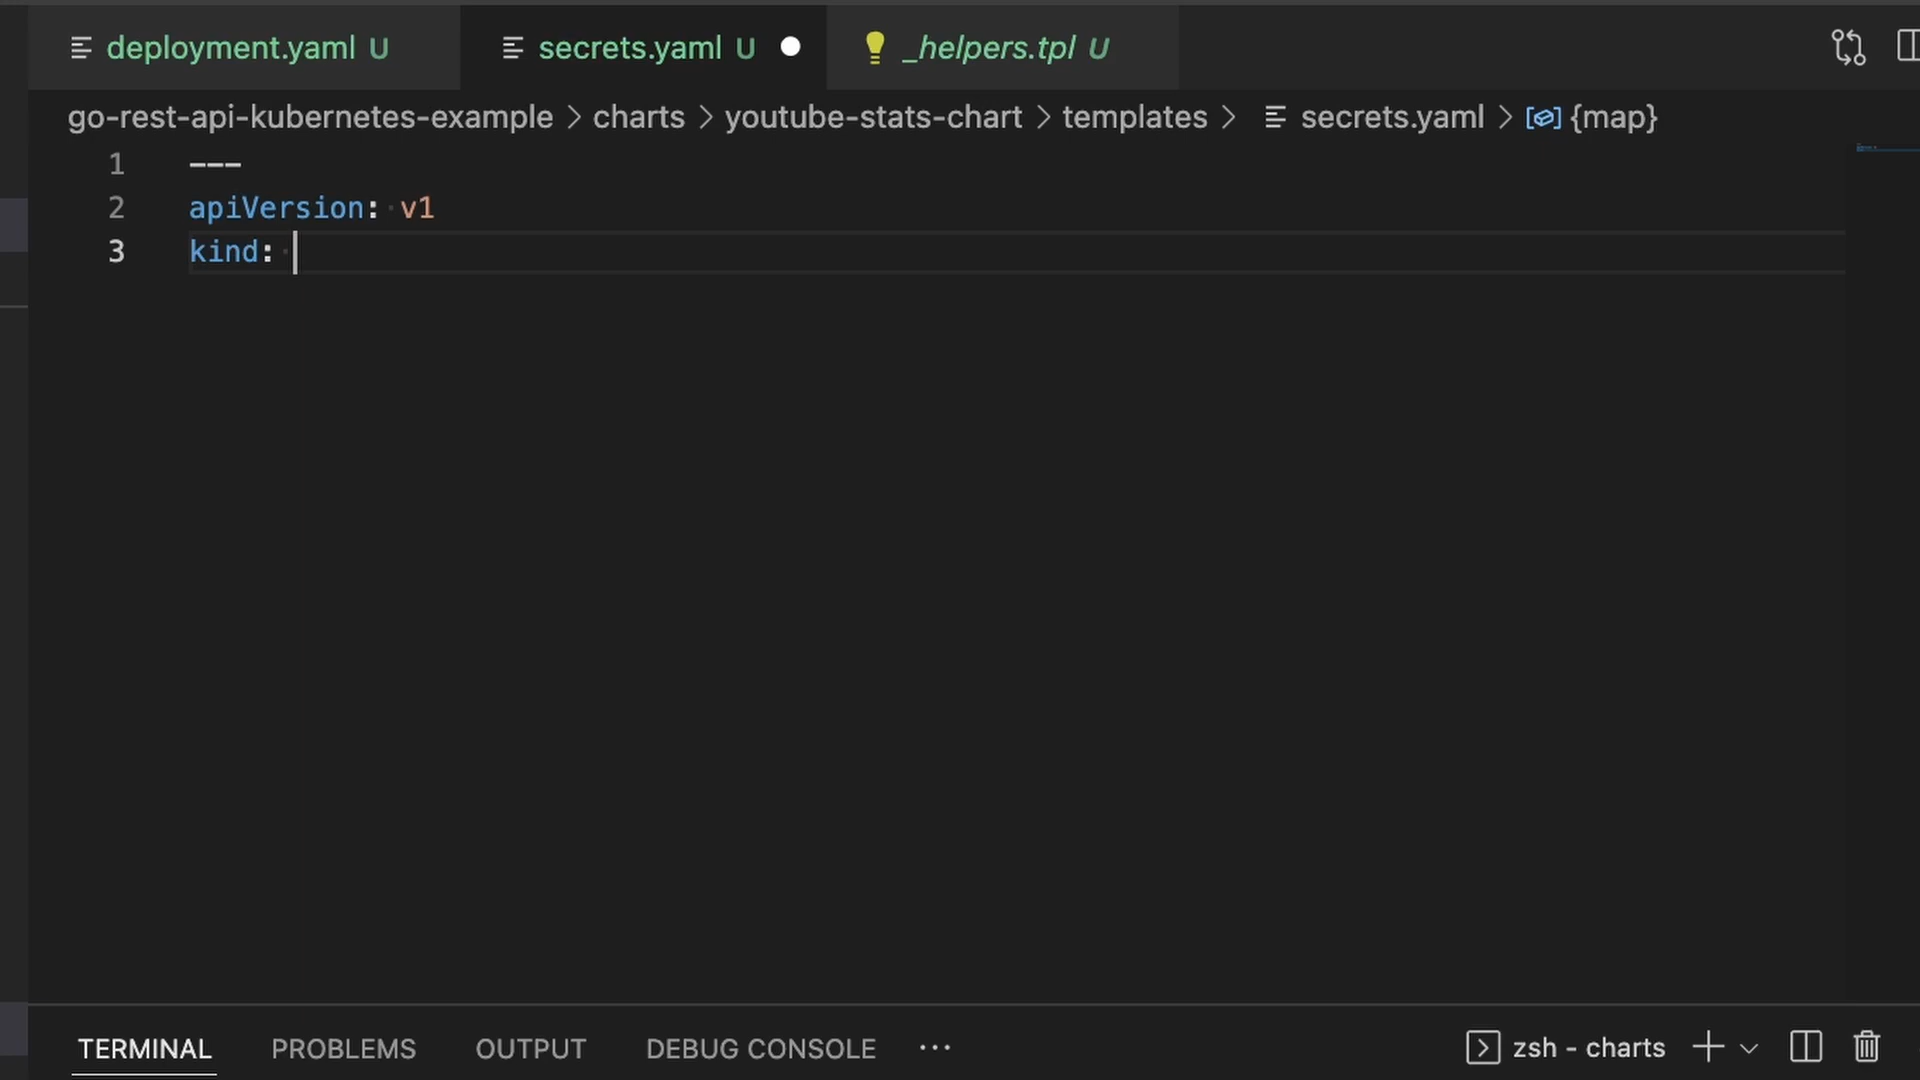 deployment.yaml U secrets.yaml U _helpers.tpl U
go-rest-api-kubernetes-example > charts > youtube-stats-chart > templates > secrets.yaml > {map}
1 ---
2 apiVersion: v1
3 kind:
TERMINAL PROBLEMS OUTPUT DEBUG CONSOLE ··· zsh - charts